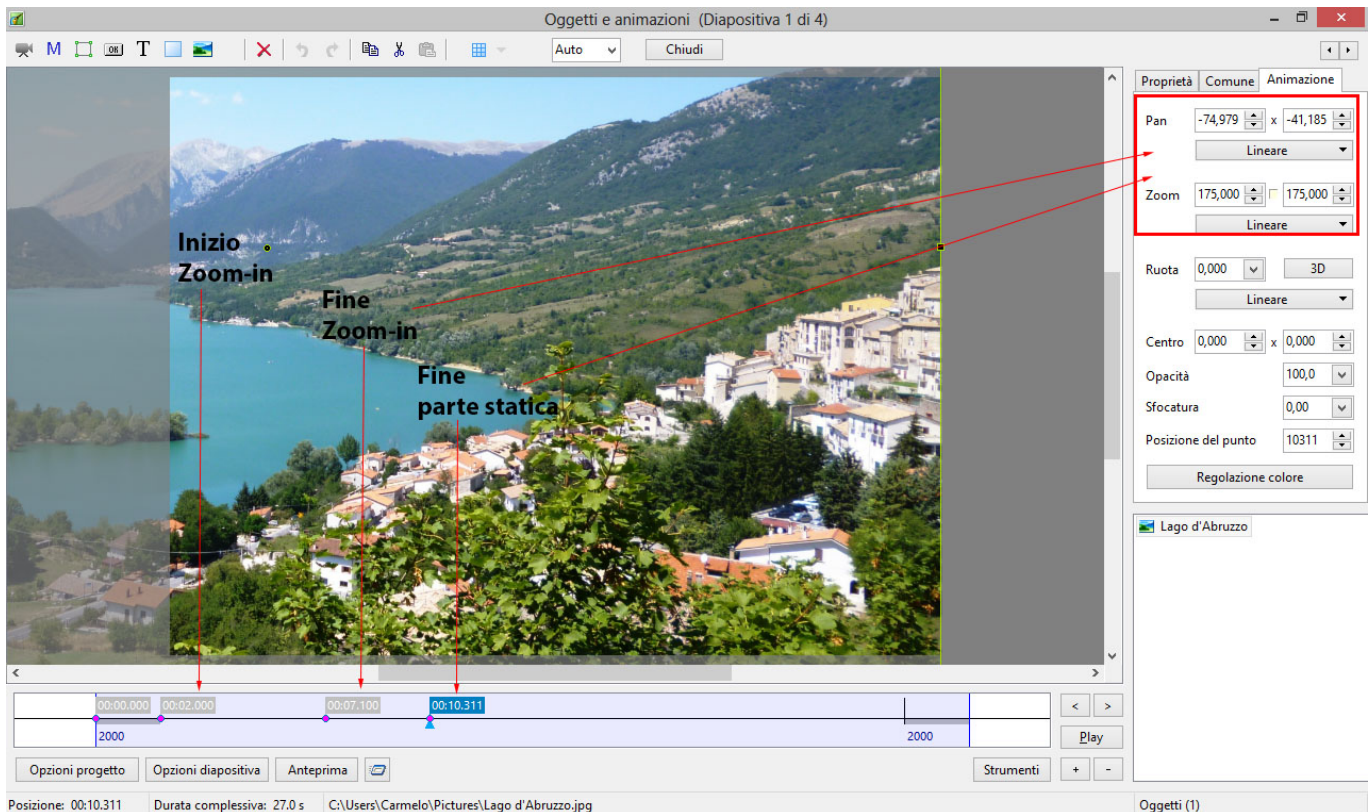 Oggetti e animazioni (Diapositiva 1 di 4)
M OK T Auto Chiudi
Proprietà Comune Animazione
Pan -74,979 x -41,185
Lineare
Zoom 175,000 175,000
Lineare
Ruota 0,000 3D
Lineare
Centro 0,000 x 0,000
Opacità 100,0
Sfocatura 0,00
Posizione del punto 10311
Regolazione colore
Lago d'Abruzzo
Inizio
Zoom-in
Fine
Zoom-in
Fine
parte statica
00:00.000 00:02.000 00:07.100 00:10.311
2000 2000
< >
Play
Opzioni progetto Opzioni diapositiva Anteprima Strumenti + -
Posizione: 00:10.311 Durata complessiva: 27.0 s C:\Users\Carmelo\Pictures\Lago d'Abruzzo.jpg Oggetti (1)